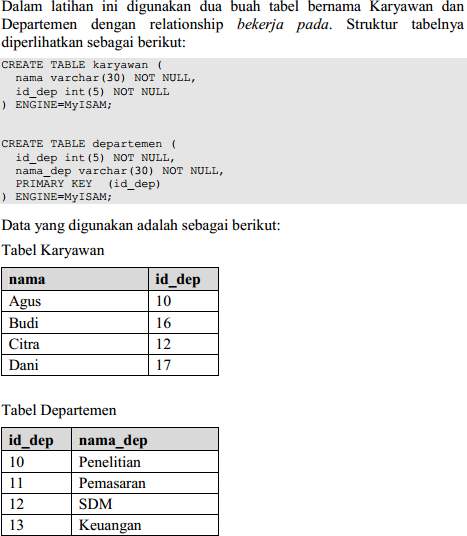 Dalam latihan ini digunakan dua buah tabel bernama Karyawan dan
Departemen dengan relationship bekerja pada. Struktur tabelnya
diperlihatkan sebagai berikut:
CREATE TABLE karyawan (
nama varchar(30) NOT NULL,
id_dep int(5) NOT NULL
) ENGINE=MyISAM;
CREATE TABLE departemen (
id_dep int(5) NOT NULL,
nama_dep varchar(30) NOT NULL,
PRIMARY KEY (id_dep)
) ENGINE=MyISAM;
Data yang digunakan adalah sebagai berikut:
Tabel Karyawan
nama id_dep
Agus 10
Budi 16
Citra 12
Dani 17
Tabel Departemen
id_dep nama_dep
10 Penelitian
11 Pemasaran
12 SDM
13 Keuangan